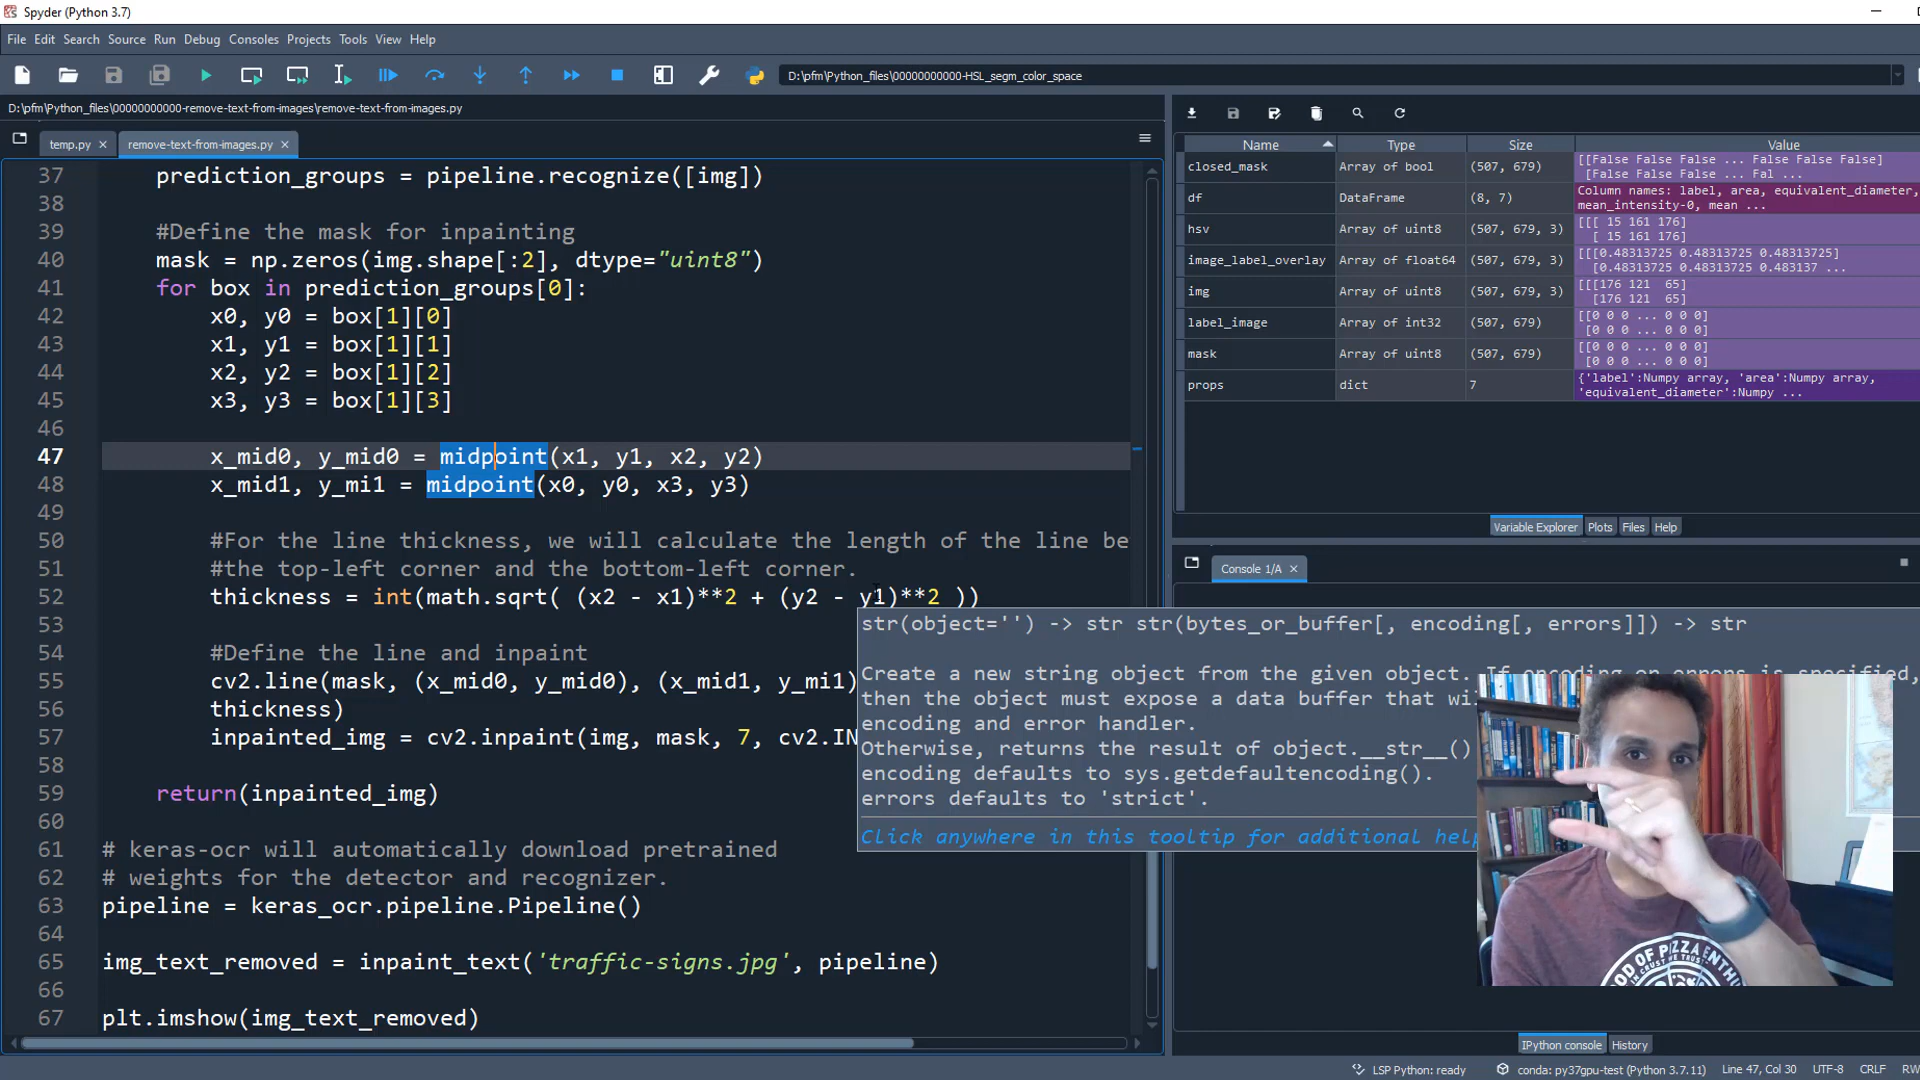 Spyder (Python 3.7)
File Edit Search Source Run Debug Consoles Projects Tools View Help
D:\pfm\Python_files\00000000000-HSL_segm_color_space
D:\pfm\Python_files\00000000000-remove-text-from-images\remove-text-from-images.py
temp.py
remove-text-from-images.py
37 prediction_groups = pipeline.recognize([img])
38
39 #Define the mask for inpainting
40 mask = np.zeros(img.shape[:2], dtype="uint8")
41 for box in prediction_groups[0]:
42 x0, y0 = box[1][0]
43 x1, y1 = box[1][1]
44 x2, y2 = box[1][2]
45 x3, y3 = box[1][3]
46
47 x_mid0, y_mid0 = midpoint(x1, y1, x2, y2)
48 x_mid1, y_mi1 = midpoint(x0, y0, x3, y3)
49
50 #For the line thickness, we will calculate the length of the line be
51 #the top-left corner and the bottom-left corner.
52 thickness = int(math.sqrt( (x2 - x1)**2 + (y2 - y1)**2 ))
53
54 #Define the line and inpaint
55 cv2.line(mask, (x_mid0, y_mid0), (x_mid1, y_mi1)
56 thickness)
57 inpainted_img = cv2.inpaint(img, mask, 7, cv2.IN
58
59 return(inpainted_img)
60
61 # keras-ocr will automatically download pretrained
62 # weights for the detector and recognizer.
63 pipeline = keras_ocr.pipeline.Pipeline()
64
65 img_text_removed = inpaint_text('traffic-signs.jpg', pipeline)
66
67 plt.imshow(img_text_removed)
str(object='') -> str str(bytes_or_buffer[, encoding[, errors]]) -> str
Create a new string object from the given object. If encoding or errors is specified,
then the object must expose a data buffer that wi
encoding and error handler.
Otherwise, returns the result of object.__str__()
encoding defaults to sys.getdefaultencoding().
errors defaults to 'strict'.
Click anywhere in this tooltip for additional help
Name Type Size Value
closed_mask Array of bool (507, 679) [[False False False ... False False False]
[False False False ... Fal ...
df DataFrame (8, 7) Column names: label, area, equivalent_diameter,
mean_intensity-0, mean ...
hsv Array of uint8 (507, 679, 3) [[[ 15 161 176]
[ 15 161 176]
image_label_overlay Array of float64 (507, 679, 3) [[[0.48313725 0.48313725 0.48313725]
[0.48313725 0.48313725 0.483137 ...
img Array of uint8 (507, 679, 3) [[[176 121 65]
[176 121 65]
label_image Array of int32 (507, 679) [[0 0 0 ... 0 0 0]
[0 0 0 ... 0 0 0]
mask Array of uint8 (507, 679) [[0 0 0 ... 0 0 0]
[0 0 0 ... 0 0 0]
props dict 7 {'label':Numpy array, 'area':Numpy array,
'equivalent_diameter':Numpy ...
Variable Explorer Plots Files Help
Console 1/A
OD OF PIZZA ENTHU
WE TRUST
IPython console History
LSP Python: ready conda: py37gpu-test (Python 3.7.11) Line 47, Col 30 UTF-8 CRLF RW